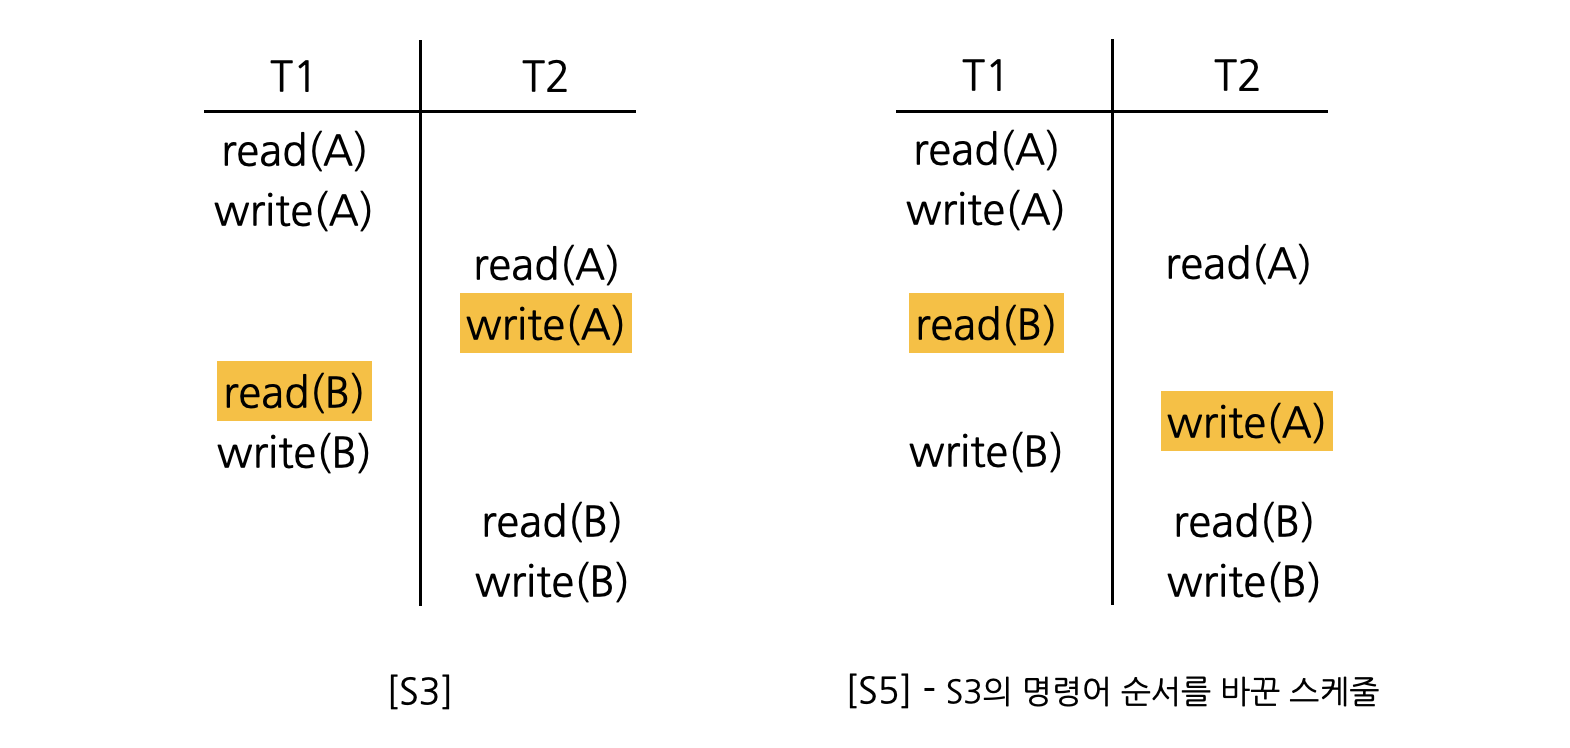 T1 T2
read(A)
write(A)
read(A)
write(A)
read(B)
write(B)
read(B)
write(B)
[S3]
T1 T2
read(A)
write(A)
read(A)
read(B)
write(A)
write(B)
read(B)
write(B)
[S5] - S3의 명령어 순서를 바꾼 스케줄